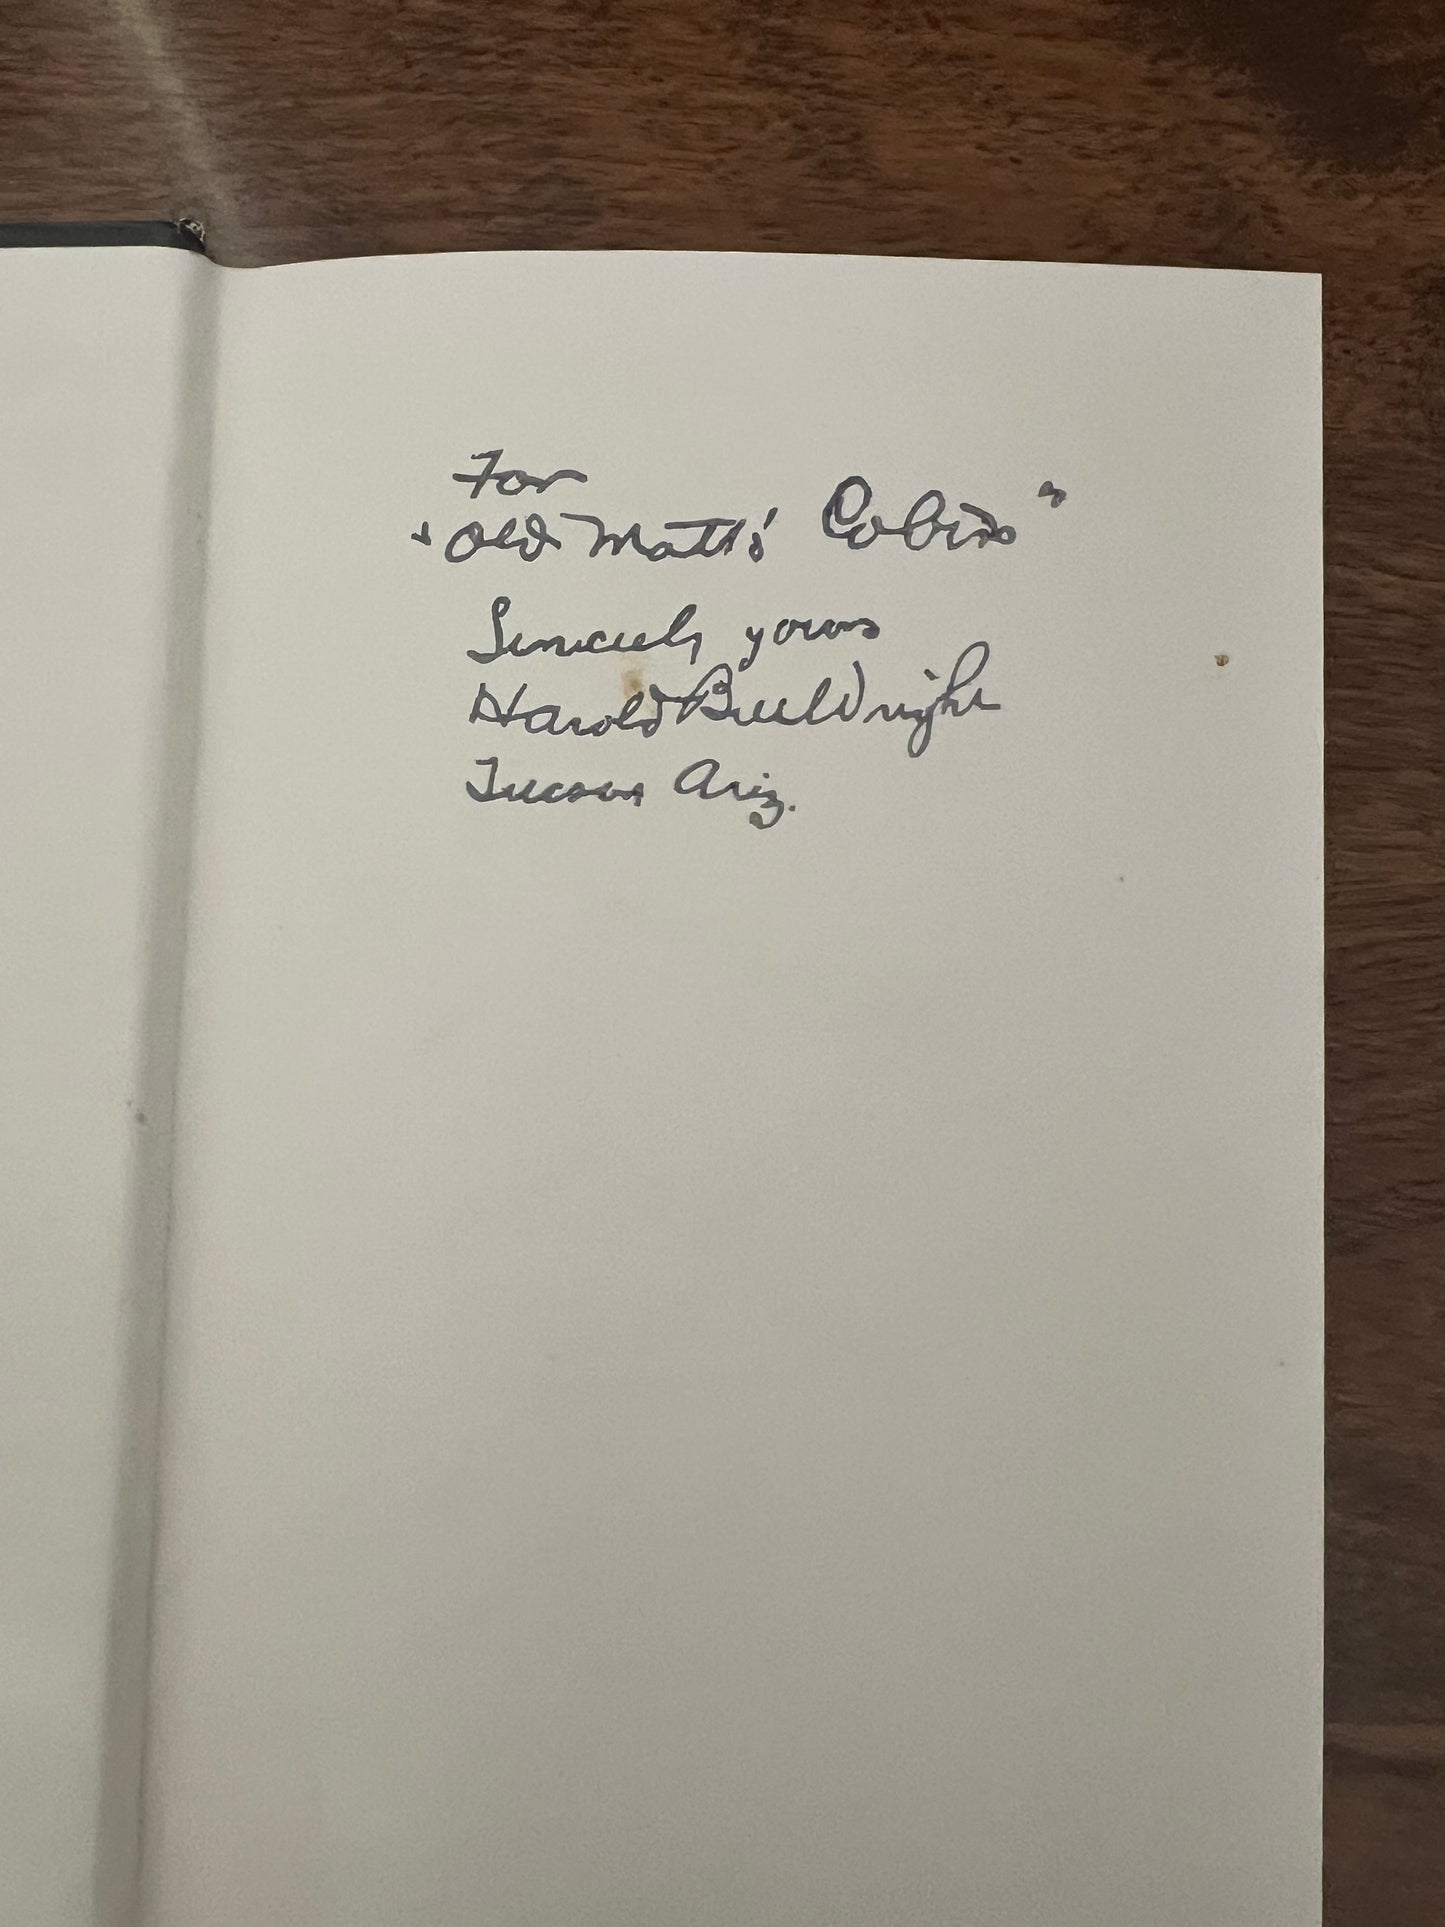 For
"Old Matt's Cabin"
Sincerely yours
Harold Bell Wright
Tucson Ariz.